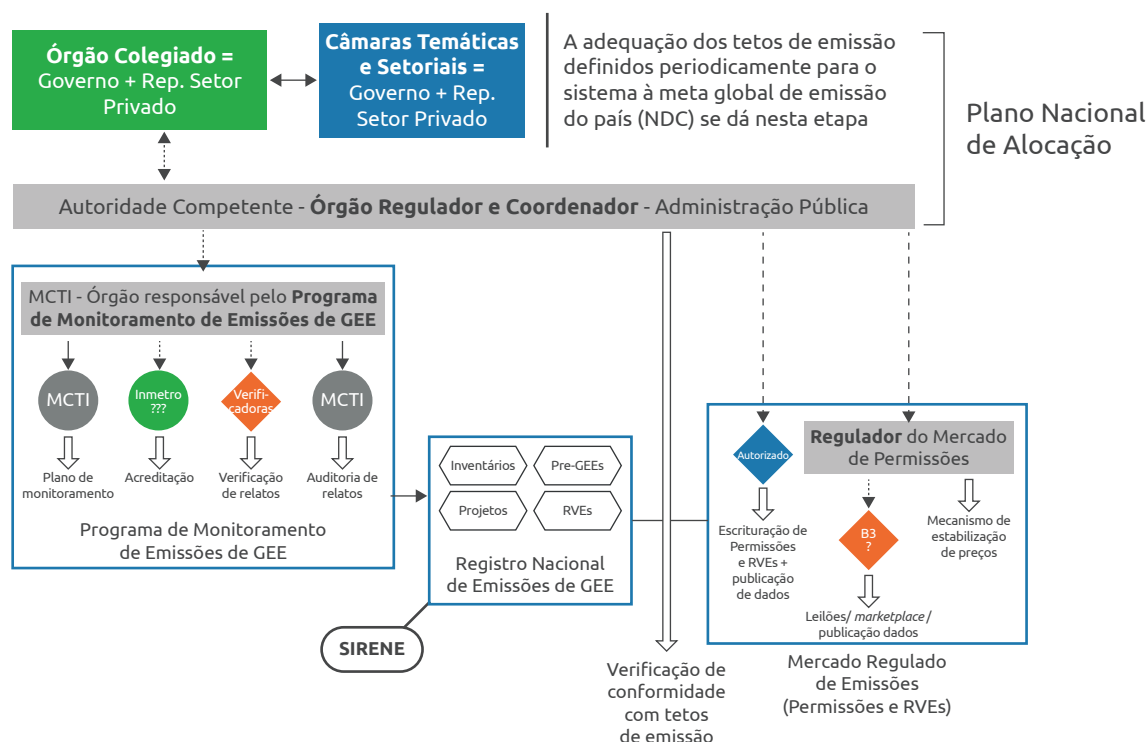 Órgão Colegiado =
Governo + Rep. Setor
Privado
Câmaras Temáticas
e Setoriais =
Governo + Rep.
Setor Privado
A adequação dos tetos de emissão
definidos periodicamente para o
sistema à meta global de emissão
do país (NDC) se dá nesta etapa
Plano Nacional
de Alocação
Autoridade Competente - Órgão Regulador e Coordenador - Administração Pública
MCTI - Órgão responsável pelo Programa
de Monitoramento de Emissões de GEE
MCTI
Inmetro
???
Verifi-
cadoras
MCTI
Plano de
monitoramento
Acreditação
Verificação
de relatos
Auditoria de
relatos
Programa de Monitoramento
de Emissões de GEE
Inventários
Pre-GEEs
Projetos
RVEs
Registro Nacional
de Emissões de GEE
SIRENE
Verificação de
conformidade
com tetos
de emissão
Autorizado
Regulador do Mercado
de Permissões
Escrituração de
Permissões
e RVEs +
publicação
de dados
B3
?
Mecanismo de
estabilização
de preços
Leilões/ marketplace/
publicação dados
Mercado Regulado
de Emissões
(Permissões e RVEs)